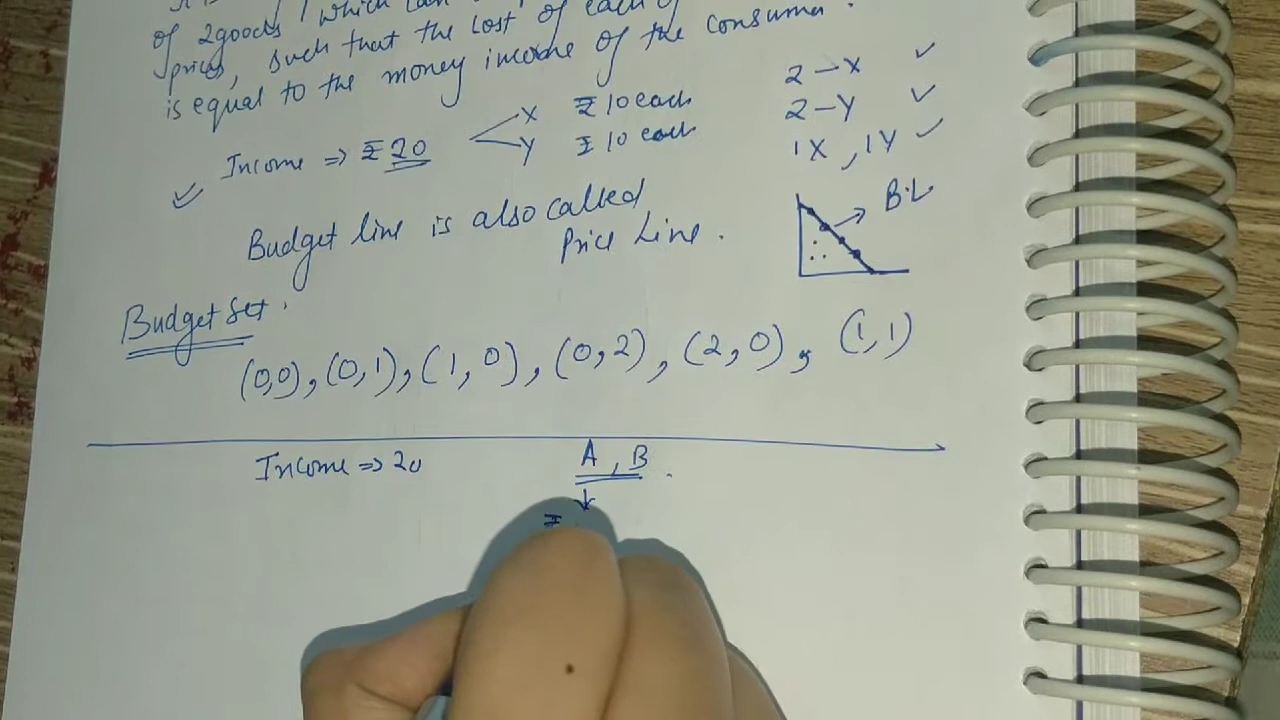 of 2goods, which can
prices, such that the cost of each of
is equal to the money income of the consumer.
Income => ₹ 20
X ₹ 10 each
Y ₹ 10 each
2 - X ✓
2 - Y ✓
1X , 1Y ✓
Budget line is also called
Price Line.
B.L
Budget Set.
(0,0), (0,1), (1,0), (0,2), (2,0), (1,1)
Income => 20
A , B.